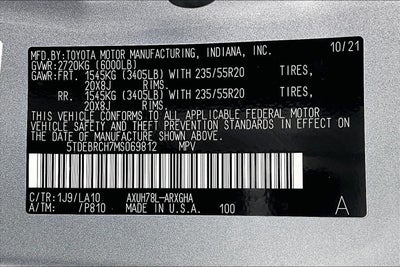 MFD.BY:TOYOTA MOTOR MANUFACTURING, INDIANA, INC. 10/21
GVWR:2720KG (6000LB)
GAWR:FRT. 1545KG (3405LB) WITH 235/55R20 TIRES,
20X8J RIMS.
RR. 1545KG (3405LB) WITH 235/55R20 TIRES,
20X8J RIMS.
THIS VEHICLE CONFORMS TO ALL APPLICABLE FEDERAL MOTOR
VEHICLE SAFETY AND THEFT PREVENTION STANDARDS IN EFFECT ON
THE DATE OF MANUFACTURE SHOWN ABOVE.
5TDEBRCH7MS069812 MPV
C/TR:1J9/LA10 AXUH78L-ARXGHA
A/TM: /P810 MADE IN U.S.A. 100 A